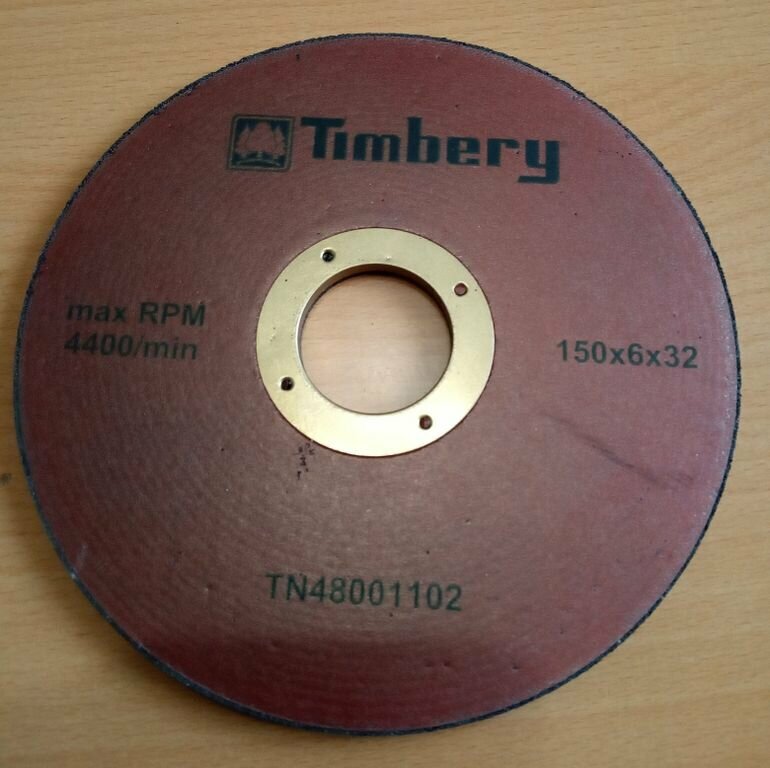 Timbery
max RPM
4400/min
150x6x32
TN48001102